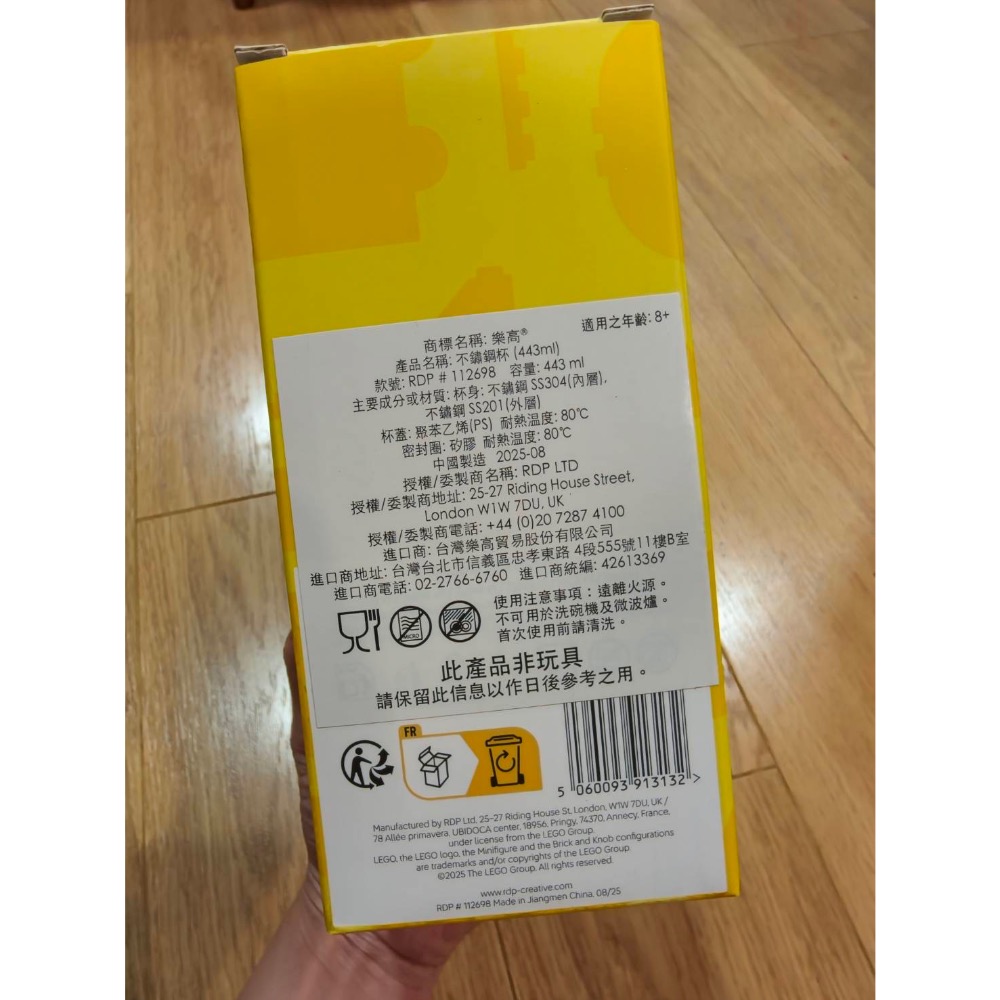 適用之年齡: 8+
商標名稱: 樂高®
產品名稱: 不鏽鋼杯 (443ml)
款號: RDP # 112698 容量: 443 ml
主要成分或材質: 杯身: 不鏽鋼 SS304(內層),
不鏽鋼 SS201(外層)
杯蓋: 聚苯乙烯(PS) 耐熱溫度: 80℃
密封圈: 矽膠 耐熱溫度: 80℃
中國製造 2025-08
授權/委製商名稱: RDP LTD
授權/委製商地址: 25-27 Riding House Street,
London W1W 7DU, UK
授權/委製商電話: +44 (0)20 7287 4100
進口商: 台灣樂高貿易股份有限公司
進口商地址: 台灣台北市信義區忠孝東路 4段555號11樓B室
進口商電話: 02-2766-6760 進口商統編: 42613369
使用注意事項：遠離火源。
不可用於洗碗機及微波爐。
首次使用前請清洗。
MICRO
此產品非玩具
請保留此信息以作日後參考之用。
FR
5 060093 913132 >
Manufactured by RDP Ltd, 25-27 Riding House St, London, W1W 7DU, UK /
78 Allée primavera, UBIDOCA center, 18956, Pringy, 74370, Annecy, France,
under license from the LEGO Group.
LEGO, the LEGO logo, the Minifigure and the Brick and Knob configurations
are trademarks and/or copyrights of the LEGO Group.
©2025 The LEGO Group. All rights reserved.
www.rdp-creative.com
RDP # 112698 Made in Jiangmen China, 08/25